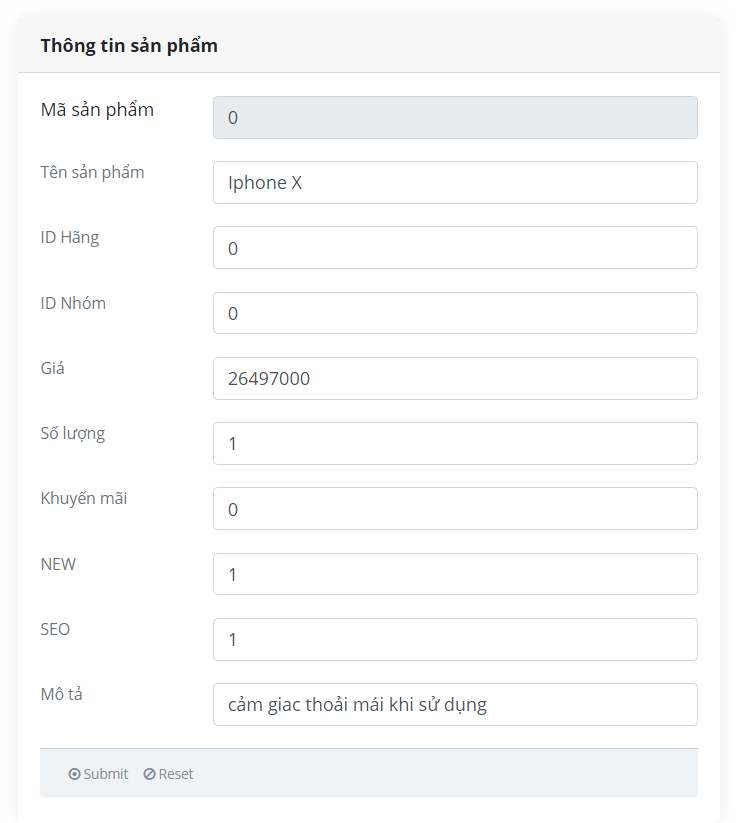 Thông tin sản phẩm
Mã sản phẩm
0
Tên sản phẩm
Iphone X
ID Hãng
0
ID Nhóm
0
Giá
26497000
Số lượng
1
Khuyến mãi
0
NEW
1
SEO
1
Mô tả
cảm giac thoải mái khi sử dụng
Submit Reset